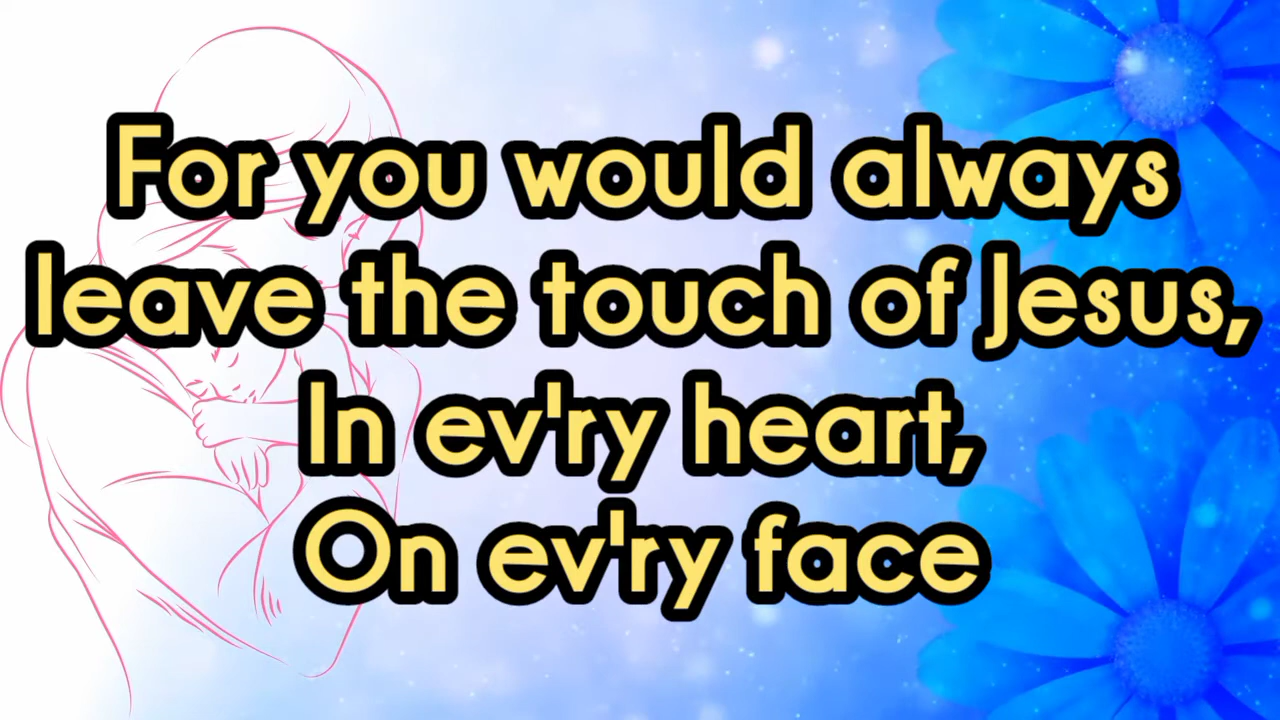 For you would always
leave the touch of Jesus,
In ev'ry heart,
On ev'ry face